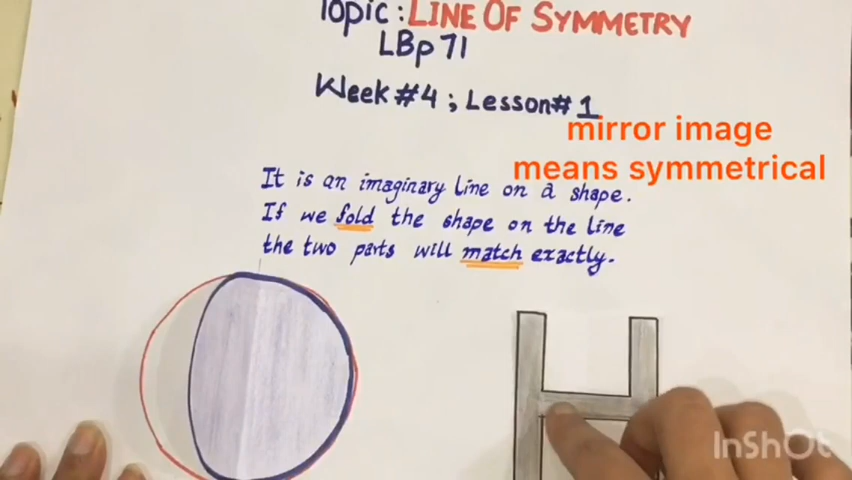 Topic: LINE OF SYMMETRY
LBp 71
Week #4 ; Lesson# 1
mirror image
means symmetrical
It is an imaginary line on a shape.
If we fold the shape on the line
the two parts will match exactly.
InShOt